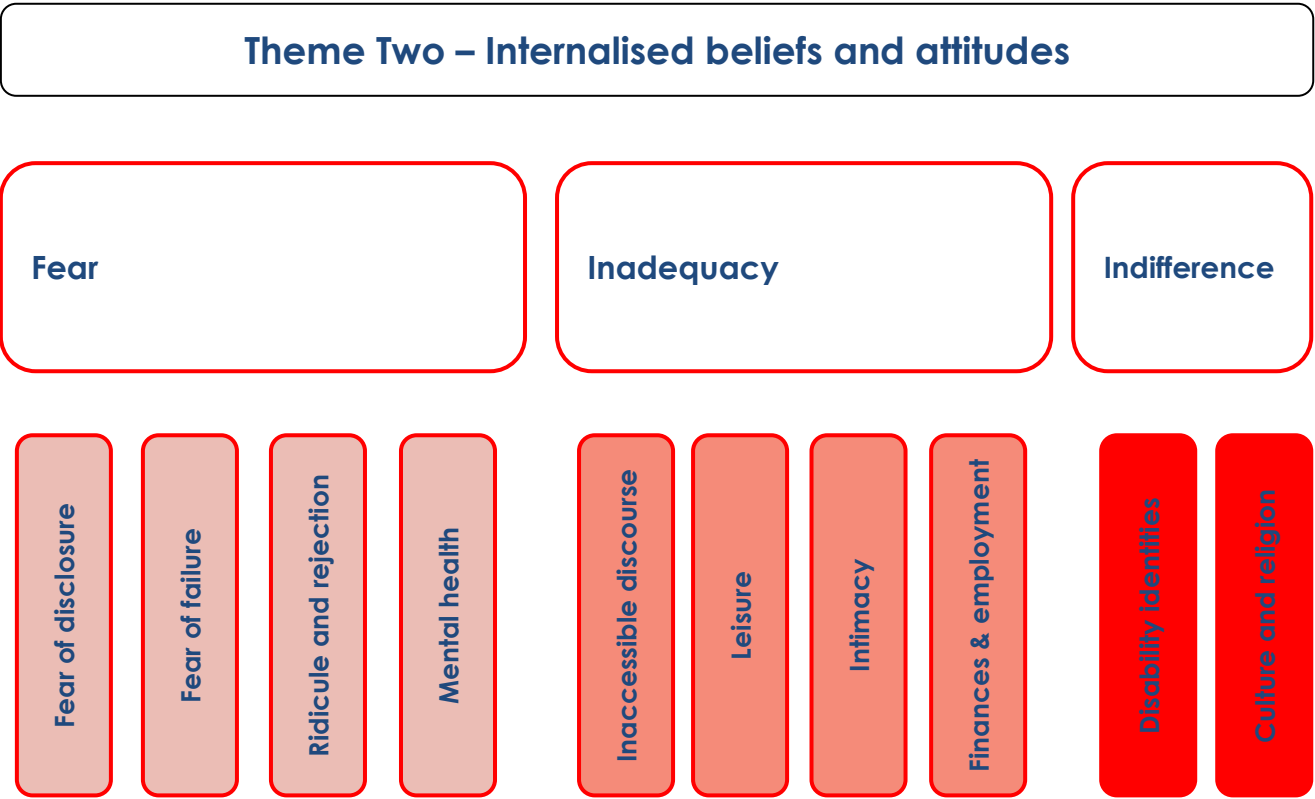 Theme Two – Internalised beliefs and attitudes
Fear
Inadequacy
Indifference
Fear of disclosure
Fear of failure
Ridicule and rejection
Mental health
Inaccessible discourse
Leisure
Intimacy
Finances & employment
Disability identities
Culture and religion